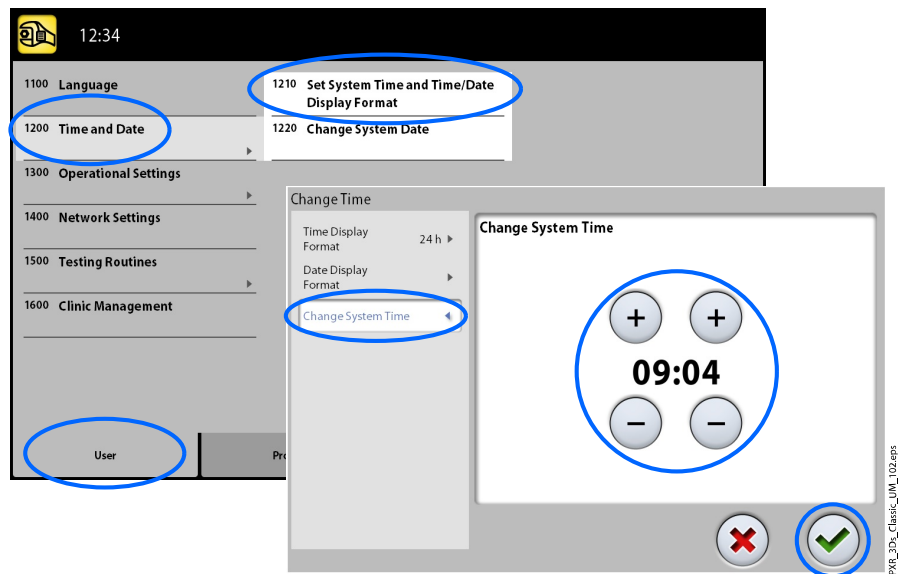 12:34
1100 Language
1200 Time and Date
1300 Operational Settings
1400 Network Settings
1500 Testing Routines
1600 Clinic Management
1210 Set System Time and Time/Date
Display Format
1220 Change System Date
User
Pr
Change Time
Time Display
Format
24 h
Date Display
Format
Change System Time
Change System Time
+ +
09:04
− −
PXR_3Ds_Classic_UM_102.eps